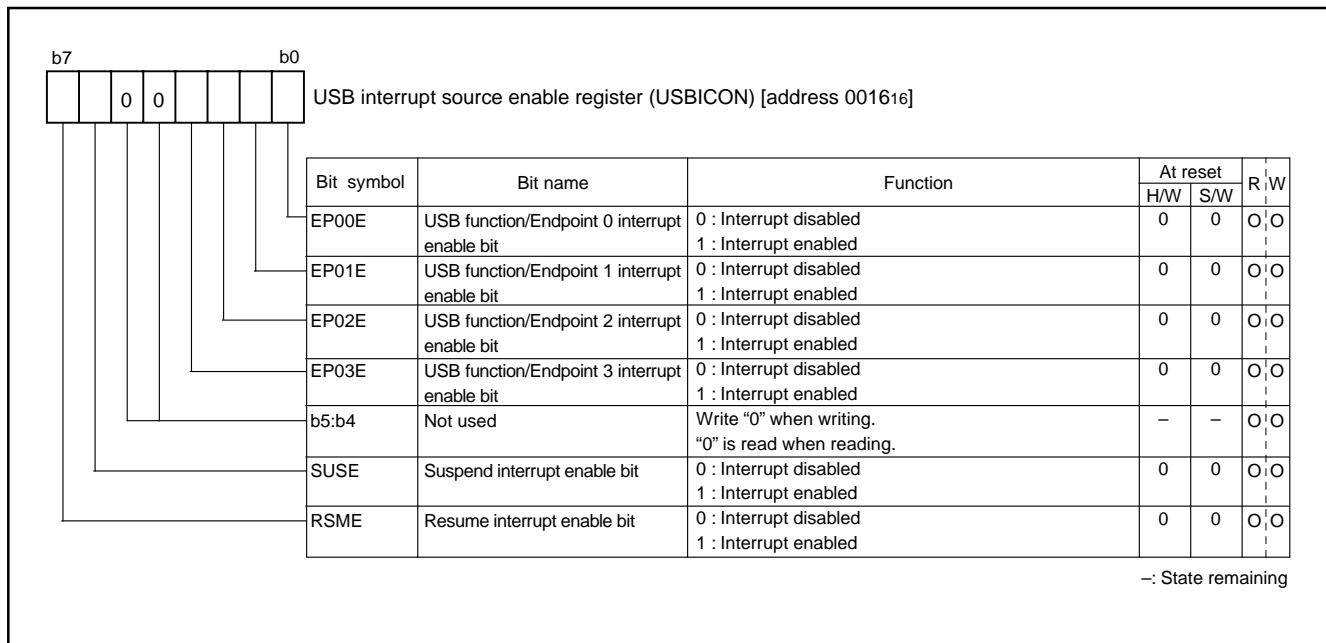 b7 b0
0 0
USB interrupt source enable register (USBICON) [address 001616]
Bit symbol Bit name Function At reset R W
H/W S/W
EP00E USB function/Endpoint 0 interrupt 0 : Interrupt disabled 0 0 O O
enable bit 1 : Interrupt enabled
EP01E USB function/Endpoint 1 interrupt 0 : Interrupt disabled 0 0 O O
enable bit 1 : Interrupt enabled
EP02E USB function/Endpoint 2 interrupt 0 : Interrupt disabled 0 0 O O
enable bit 1 : Interrupt enabled
EP03E USB function/Endpoint 3 interrupt 0 : Interrupt disabled 0 0 O O
enable bit 1 : Interrupt enabled
b5:b4 Not used Write “0” when writing. – – O O
“0” is read when reading.
SUSE Suspend interrupt enable bit 0 : Interrupt disabled 0 0 O O
1 : Interrupt enabled
RSME Resume interrupt enable bit 0 : Interrupt disabled 0 0 O O
1 : Interrupt enabled
–: State remaining